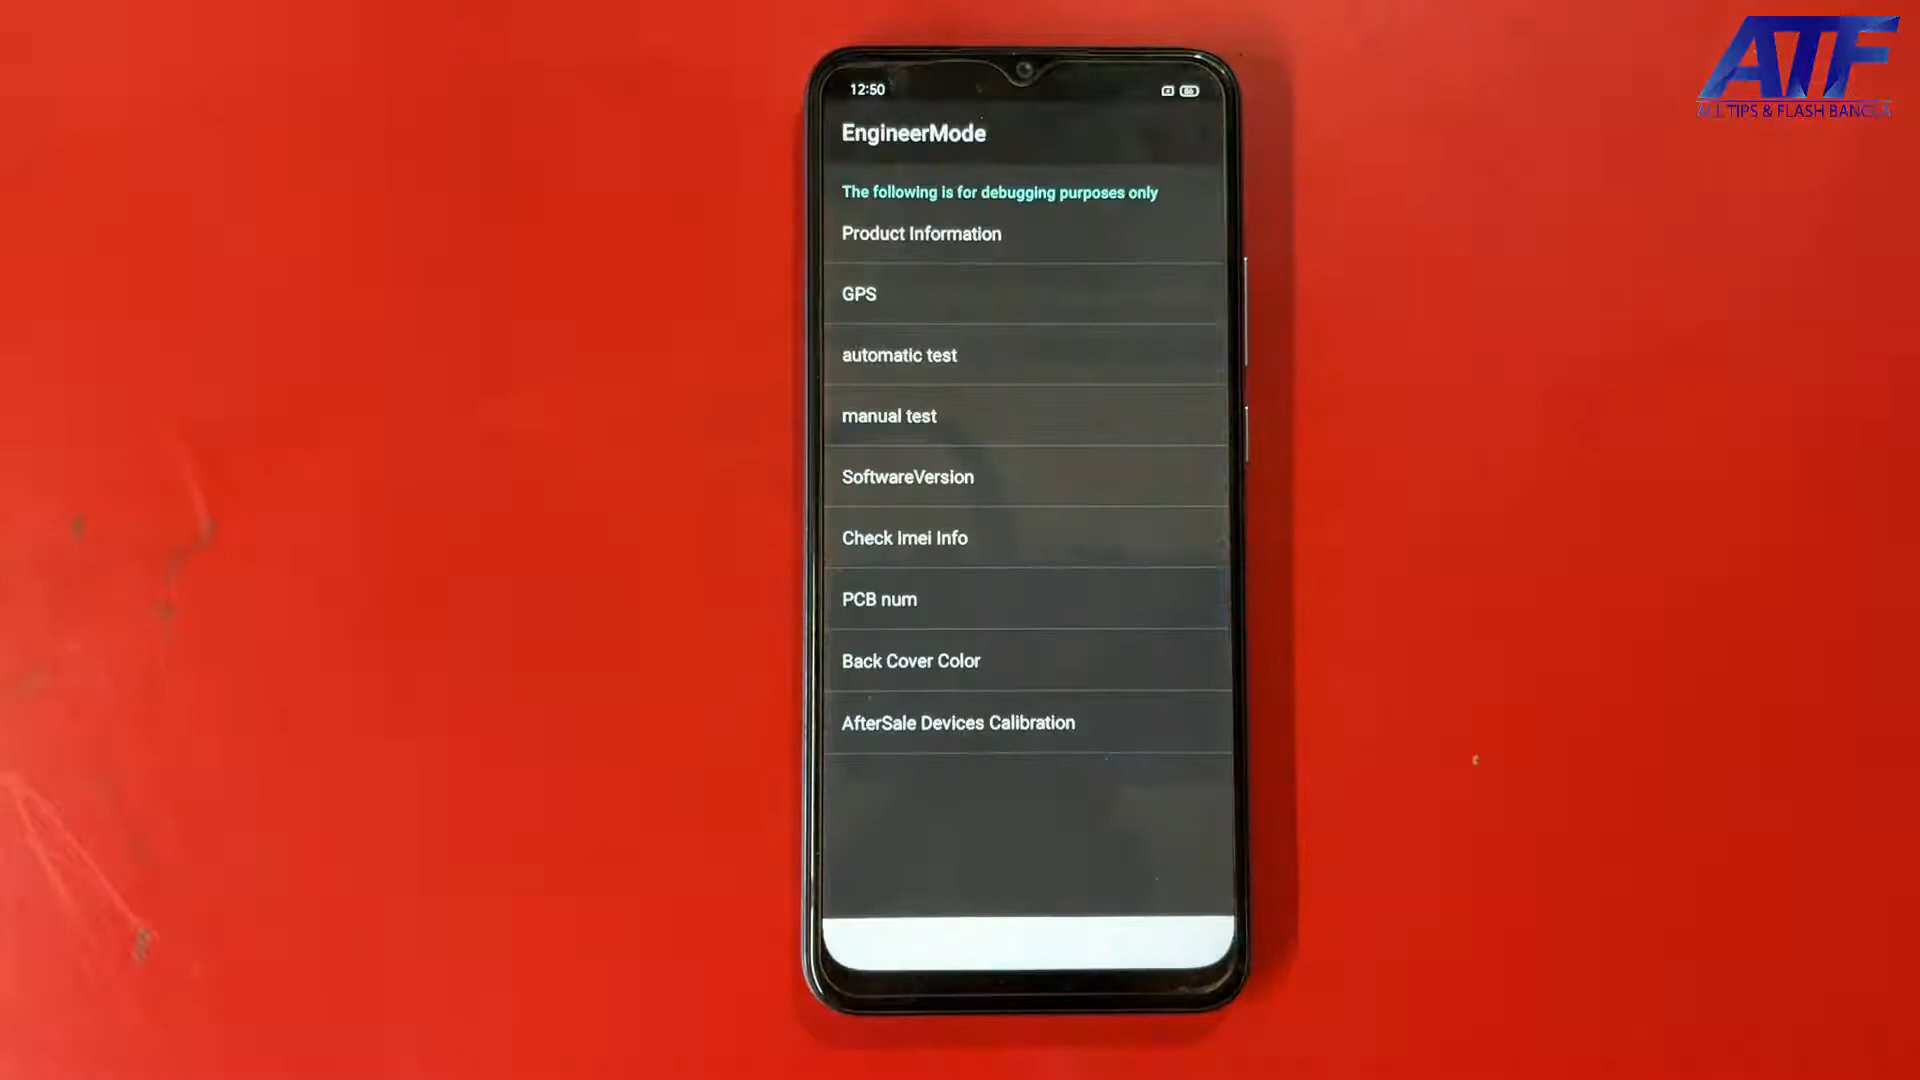 ATF
ALL TIPS & FLASH BANGLA
12:50
EngineerMode
The following is for debugging purposes only
Product Information
GPS
automatic test
manual test
SoftwareVersion
Check Imei Info
PCB num
Back Cover Color
AfterSale Devices Calibration